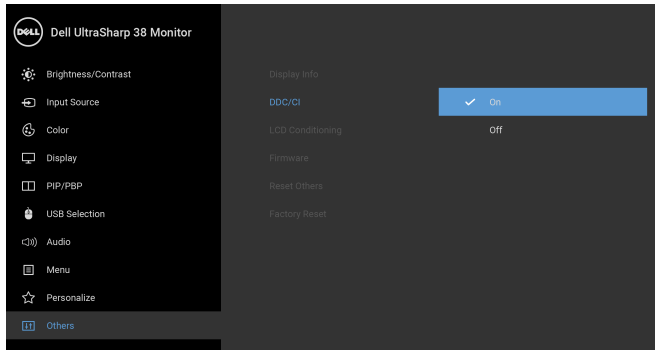 DELL
Dell UltraSharp 38 Monitor
Brightness/Contrast
Display Info
Input Source
DDC/CI
On
Color
LCD Conditioning
Off
Display
Firmware
PIP/PBP
Reset Others
USB Selection
Factory Reset
Audio
Menu
Personalize
Others